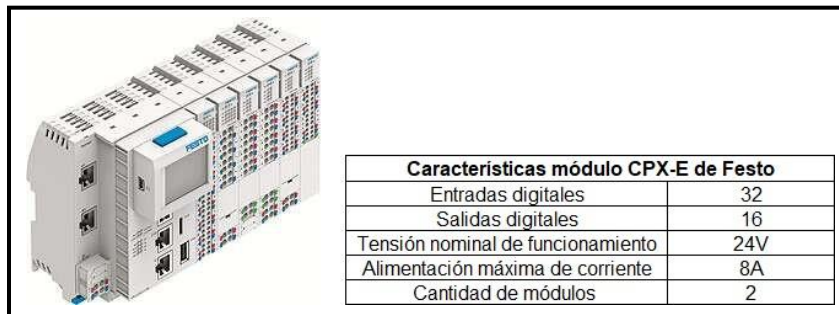 FESTO
Características módulo CPX-E de Festo
Entradas digitales 32
Salidas digitales 16
Tensión nominal de funcionamiento 24V
Alimentación máxima de corriente 8A
Cantidad de módulos 2